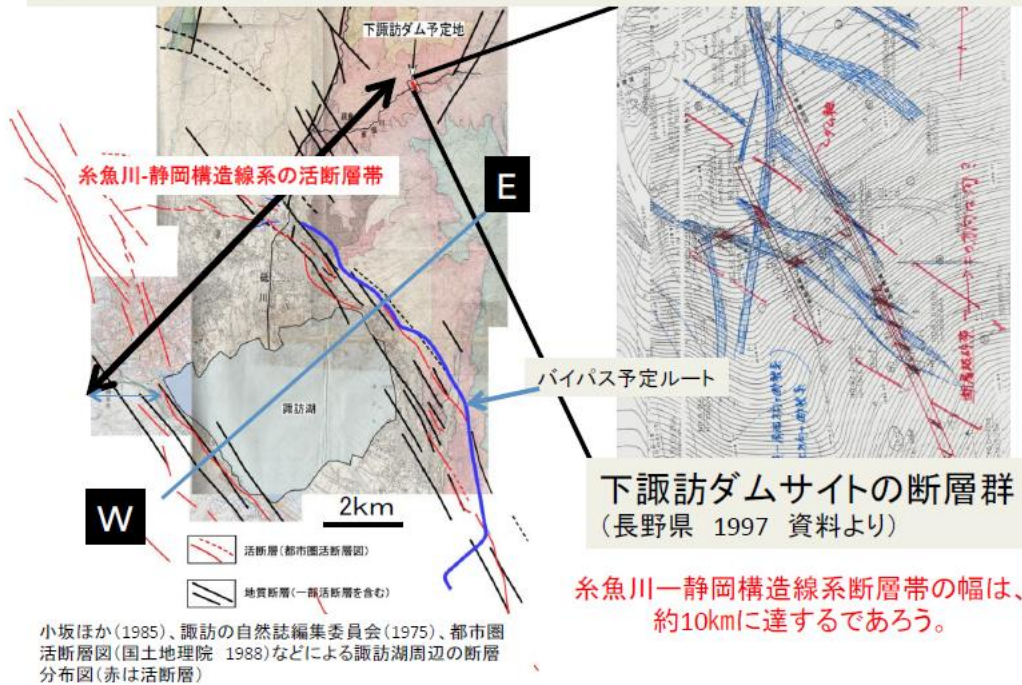 下諏訪ダム予定地
糸魚川-静岡構造線系の活断層帯
E
バイパス予定ルート
諏訪湖
W
2km
下諏訪ダムサイトの断層群
(長野県 1997 資料より)
活断層(都市圏活断層図)
地質断層(一部活断層を含む)
糸魚川ー静岡構造線系断層帯の幅は、
約10kmに達するであろう。
小坂ほか(1985)、諏訪の自然誌編集委員会(1975)、都市圏
活断層図(国土地理院 1988)などによる諏訪湖周辺の断層
分布図(赤は活断層)